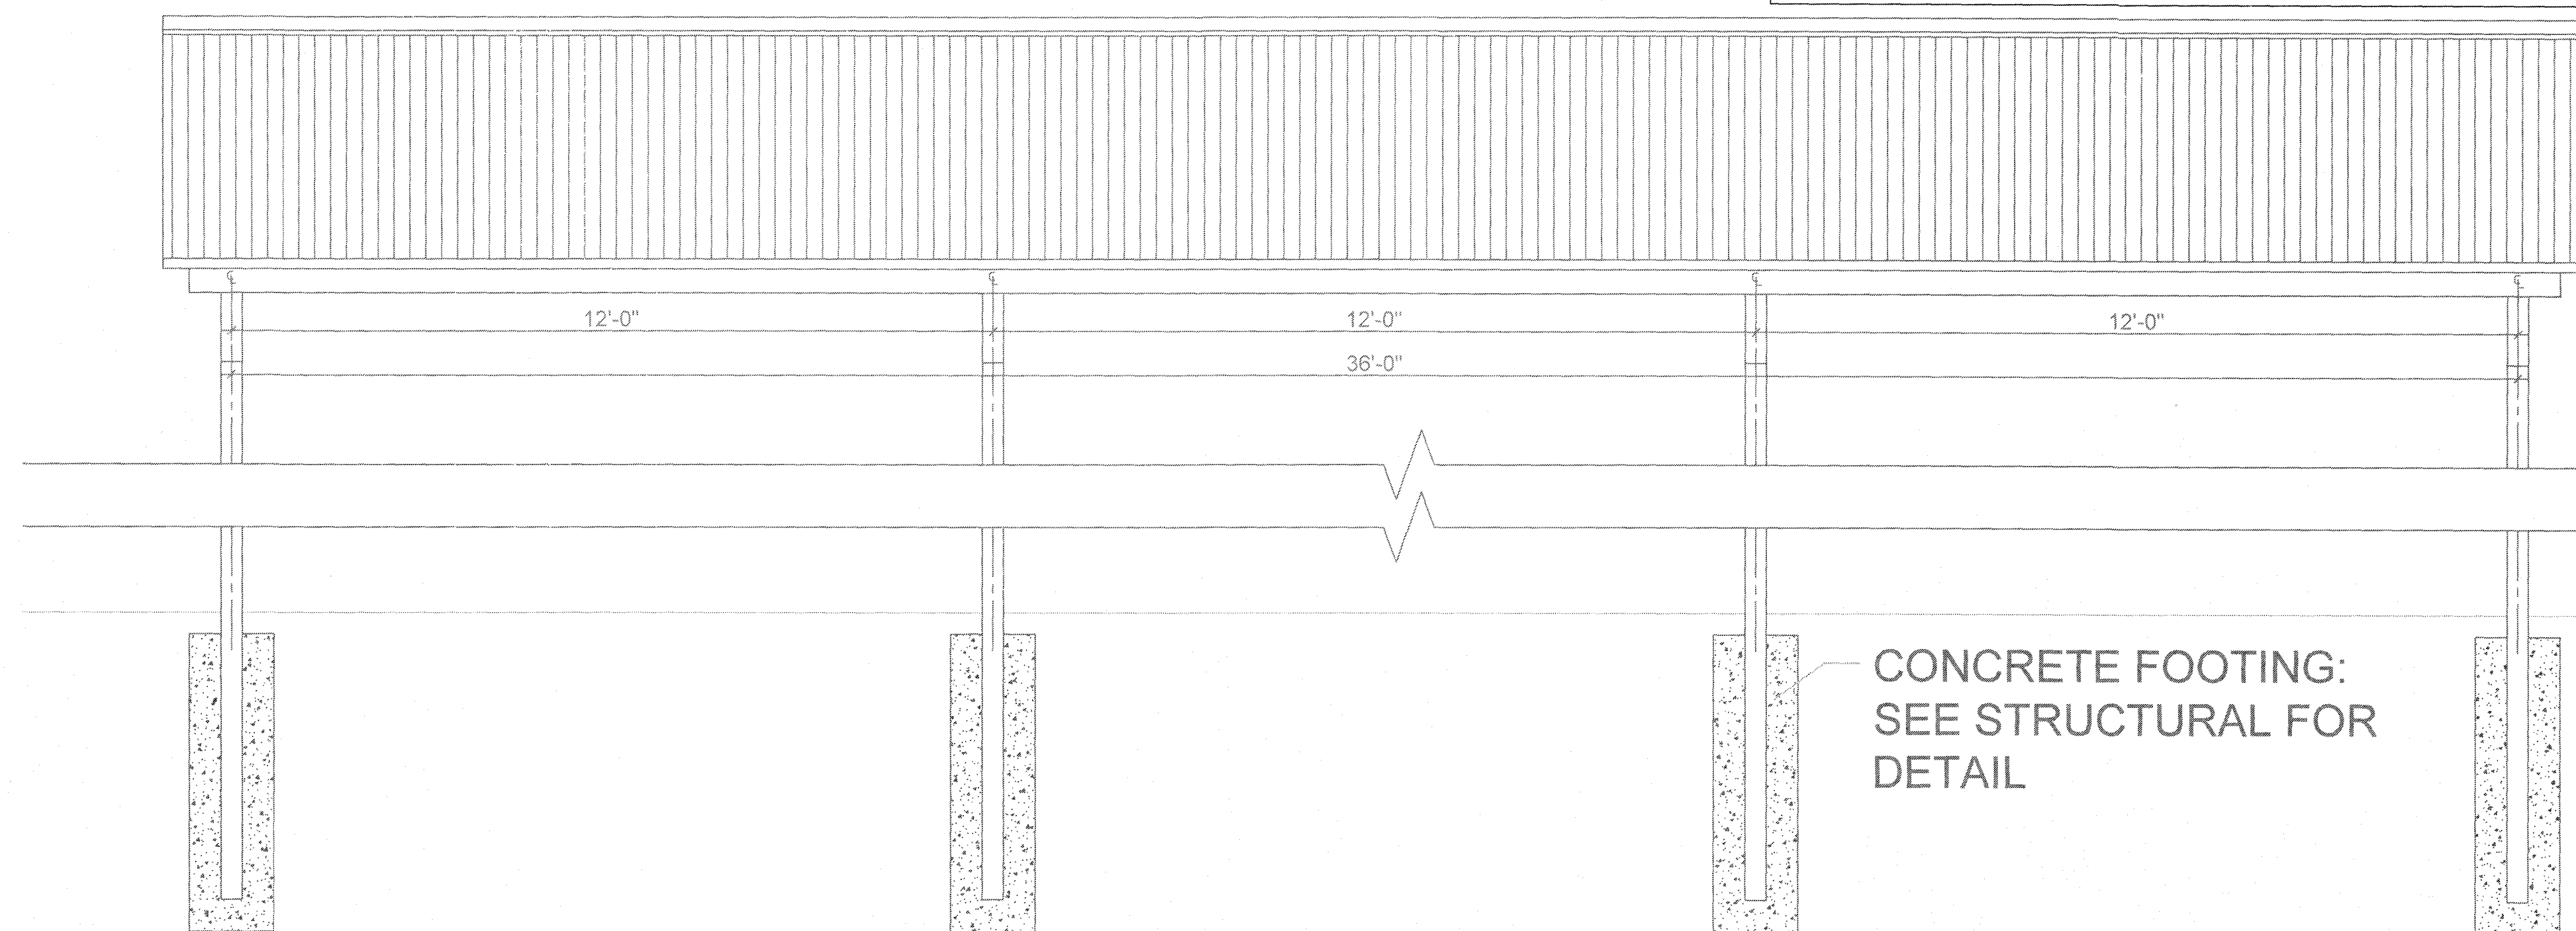 ℄ ℄ ℄ ℄
12'-0" 12'-0" 12'-0"
36'-0"
CONCRETE FOOTING:
SEE STRUCTURAL FOR
DETAIL